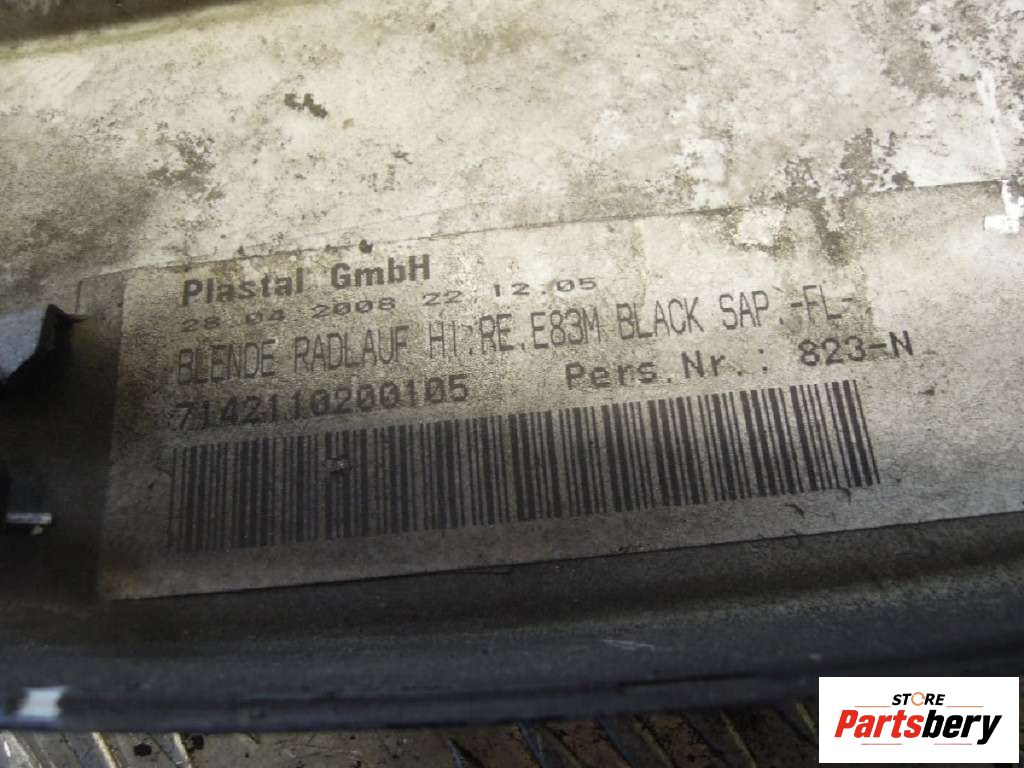 Plastal GmbH
28.04.2008 22.12.05
BLENDE RADLAUF HI.RE.E83M BLACK SAP.-FL-
7142110200105 Pers.Nr.: 823-N
STORE
Partsbery